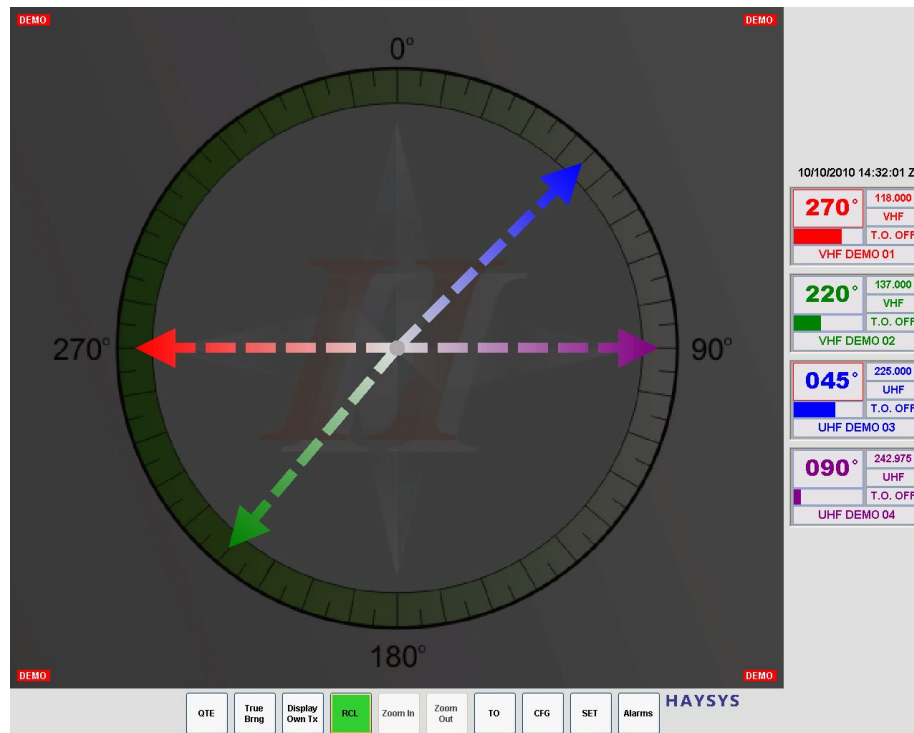 DEMO
DEMO
0°
270°
90°
180°
DEMO
DEMO
10/10/2010 14:32:01 Z
270°
118.000
VHF
T.O. OFF
VHF DEMO 01
220°
137.000
VHF
T.O. OFF
VHF DEMO 02
045°
225.000
UHF
T.O. OFF
UHF DEMO 03
090°
242.975
UHF
T.O. OFF
UHF DEMO 04
QTE
True
Brng
Display
Own Tx
RCL
Zoom In
Zoom
Out
TO
CFG
SET
Alarms
HAYSYS